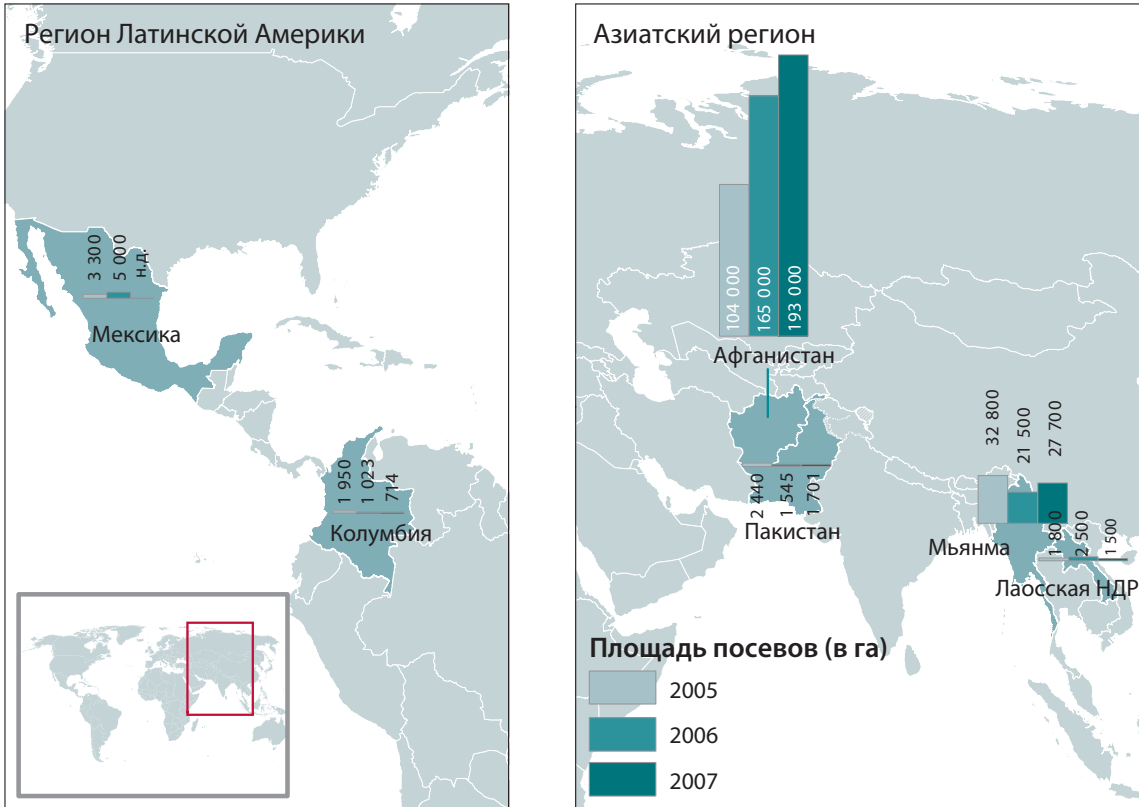 Регион Латинской Америки
3 300
5 000
н.д.
Мексика
1 950
1 023
714
Колумбия
Азиатский регион
104 000
165 000
193 000
Афганистан
2 440
1 545
1 701
Пакистан
32 800
21 500
27 700
Мьянма
1 800
2 500
1 500
Лаосская НДР
Площадь посевов (в га)
2005
2006
2007